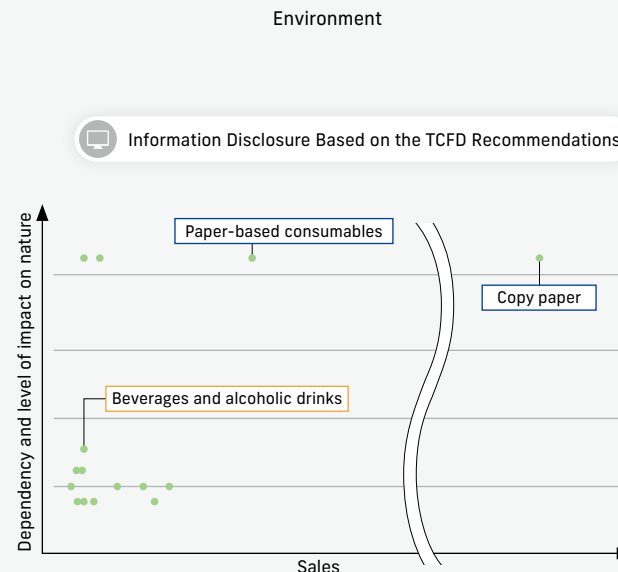 Environment
Information Disclosure Based on the TCFD Recommendations
Dependency and level of impact on nature
Paper-based consumables
Copy paper
Beverages and alcoholic drinks
Sales